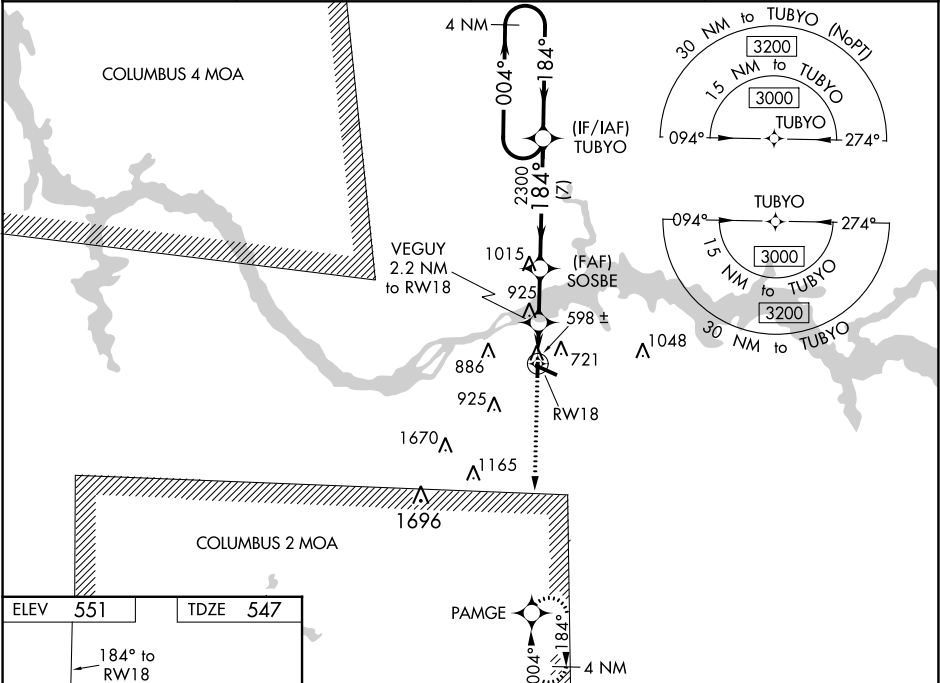 COLUMBUS 4 MOA
4 NM
004°
184°
(IF/IAF)
TUBYO
2300
184°
(7)
30 NM to TUBYO (NoPT)
3200
15 NM to TUBYO
3000
TUBYO
094°
274°
TUBYO
094°
274°
3000
15 NM to TUBYO
3200
30 NM to TUBYO
VEGUY
2.2 NM
to RW18
1015
(FAF)
SOSBE
925
598 ±
886
721
1048
925
RW18
1670
1165
1696
COLUMBUS 2 MOA
ELEV 551
TDZE 547
184° to
RW18
PAMGE
184°
004°
4 NM